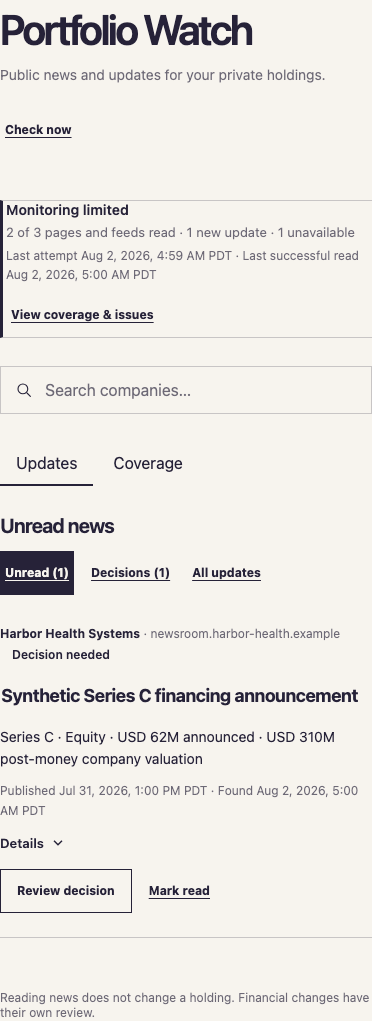 Portfolio Watch
Public news and updates for your private holdings.
Check now
Monitoring limited
2 of 3 pages and feeds read · 1 new update · 1 unavailable
Last attempt Aug 2, 2026, 4:59 AM PDT · Last successful read
Aug 2, 2026, 5:00 AM PDT
View coverage & issues
Search companies...
Updates Coverage
Unread news
Unread (1) Decisions (1) All updates
Harbor Health Systems · newsroom.harbor-health.example
Decision needed
Synthetic Series C financing announcement
Series C · Equity · USD 62M announced · USD 310M
post-money company valuation
Published Jul 31, 2026, 1:00 PM PDT · Found Aug 2, 2026, 5:00
AM PDT
Details
Review decision Mark read
Reading news does not change a holding. Financial changes have
their own review.